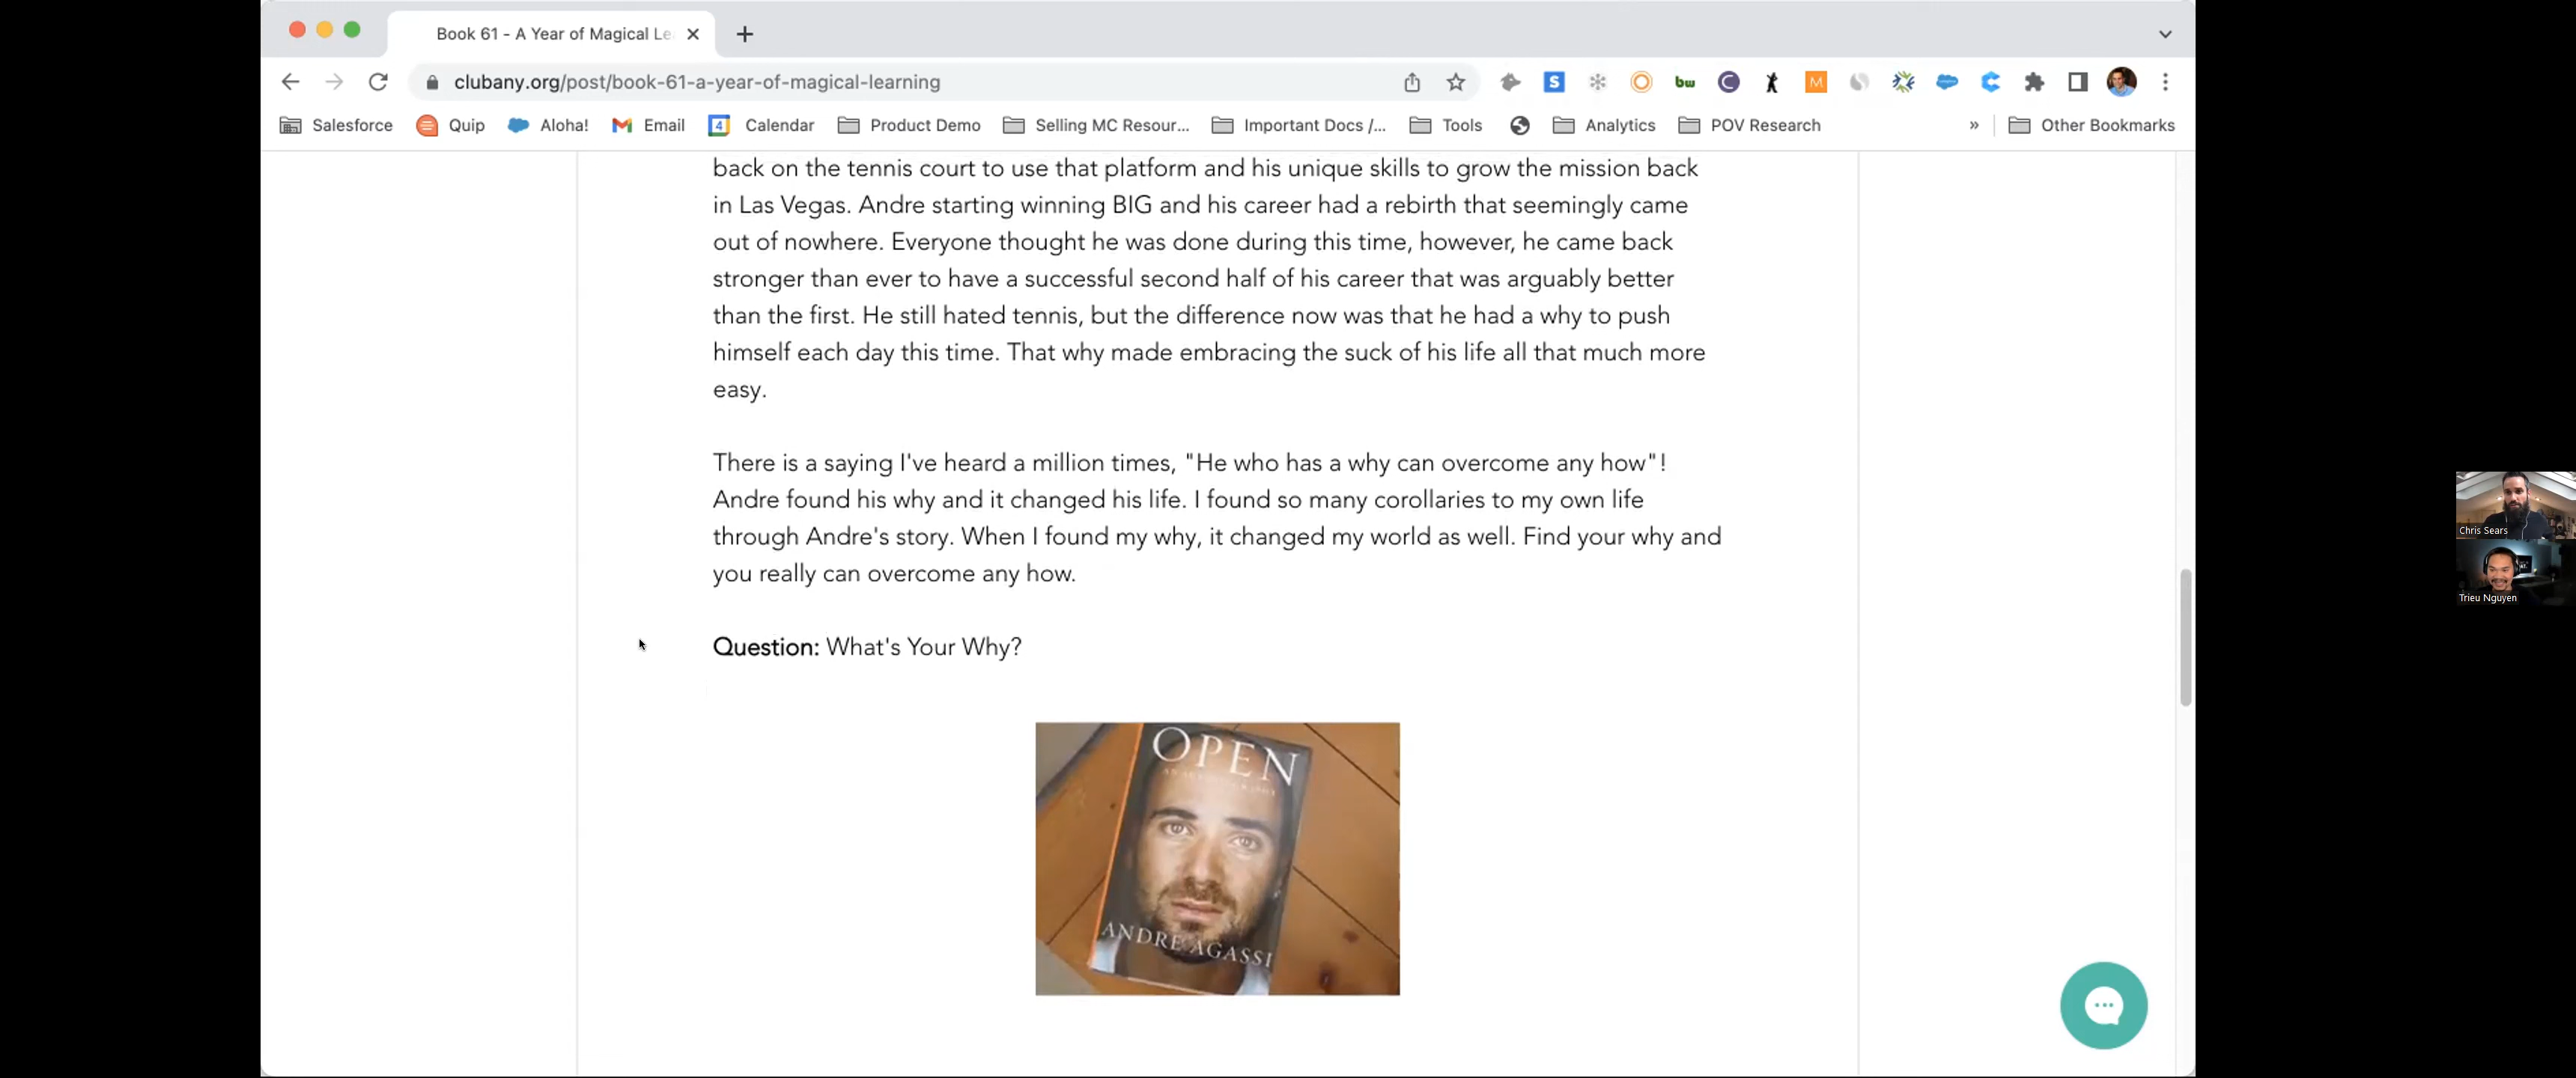 Book 61 - A Year of Magical Le
clubany.org/post/book-61-a-year-of-magical-learning
S bw C M
Salesforce Quip Aloha! Email 4 Calendar Product Demo Selling MC Resour... Important Docs /... Tools Analytics POV Research » Other Bookmarks
back on the tennis court to use that platform and his unique skills to grow the mission back
in Las Vegas. Andre starting winning BIG and his career had a rebirth that seemingly came
out of nowhere. Everyone thought he was done during this time, however, he came back
stronger than ever to have a successful second half of his career that was arguably better
than the first. He still hated tennis, but the difference now was that he had a why to push
himself each day this time. That why made embracing the suck of his life all that much more
easy.
There is a saying I've heard a million times, "He who has a why can overcome any how"!
Andre found his why and it changed his life. I found so many corollaries to my own life
through Andre's story. When I found my why, it changed my world as well. Find your why and
you really can overcome any how.
Question: What's Your Why?
OPEN
ANDRE AGASSI
Chris Sears
Trieu Nguyen